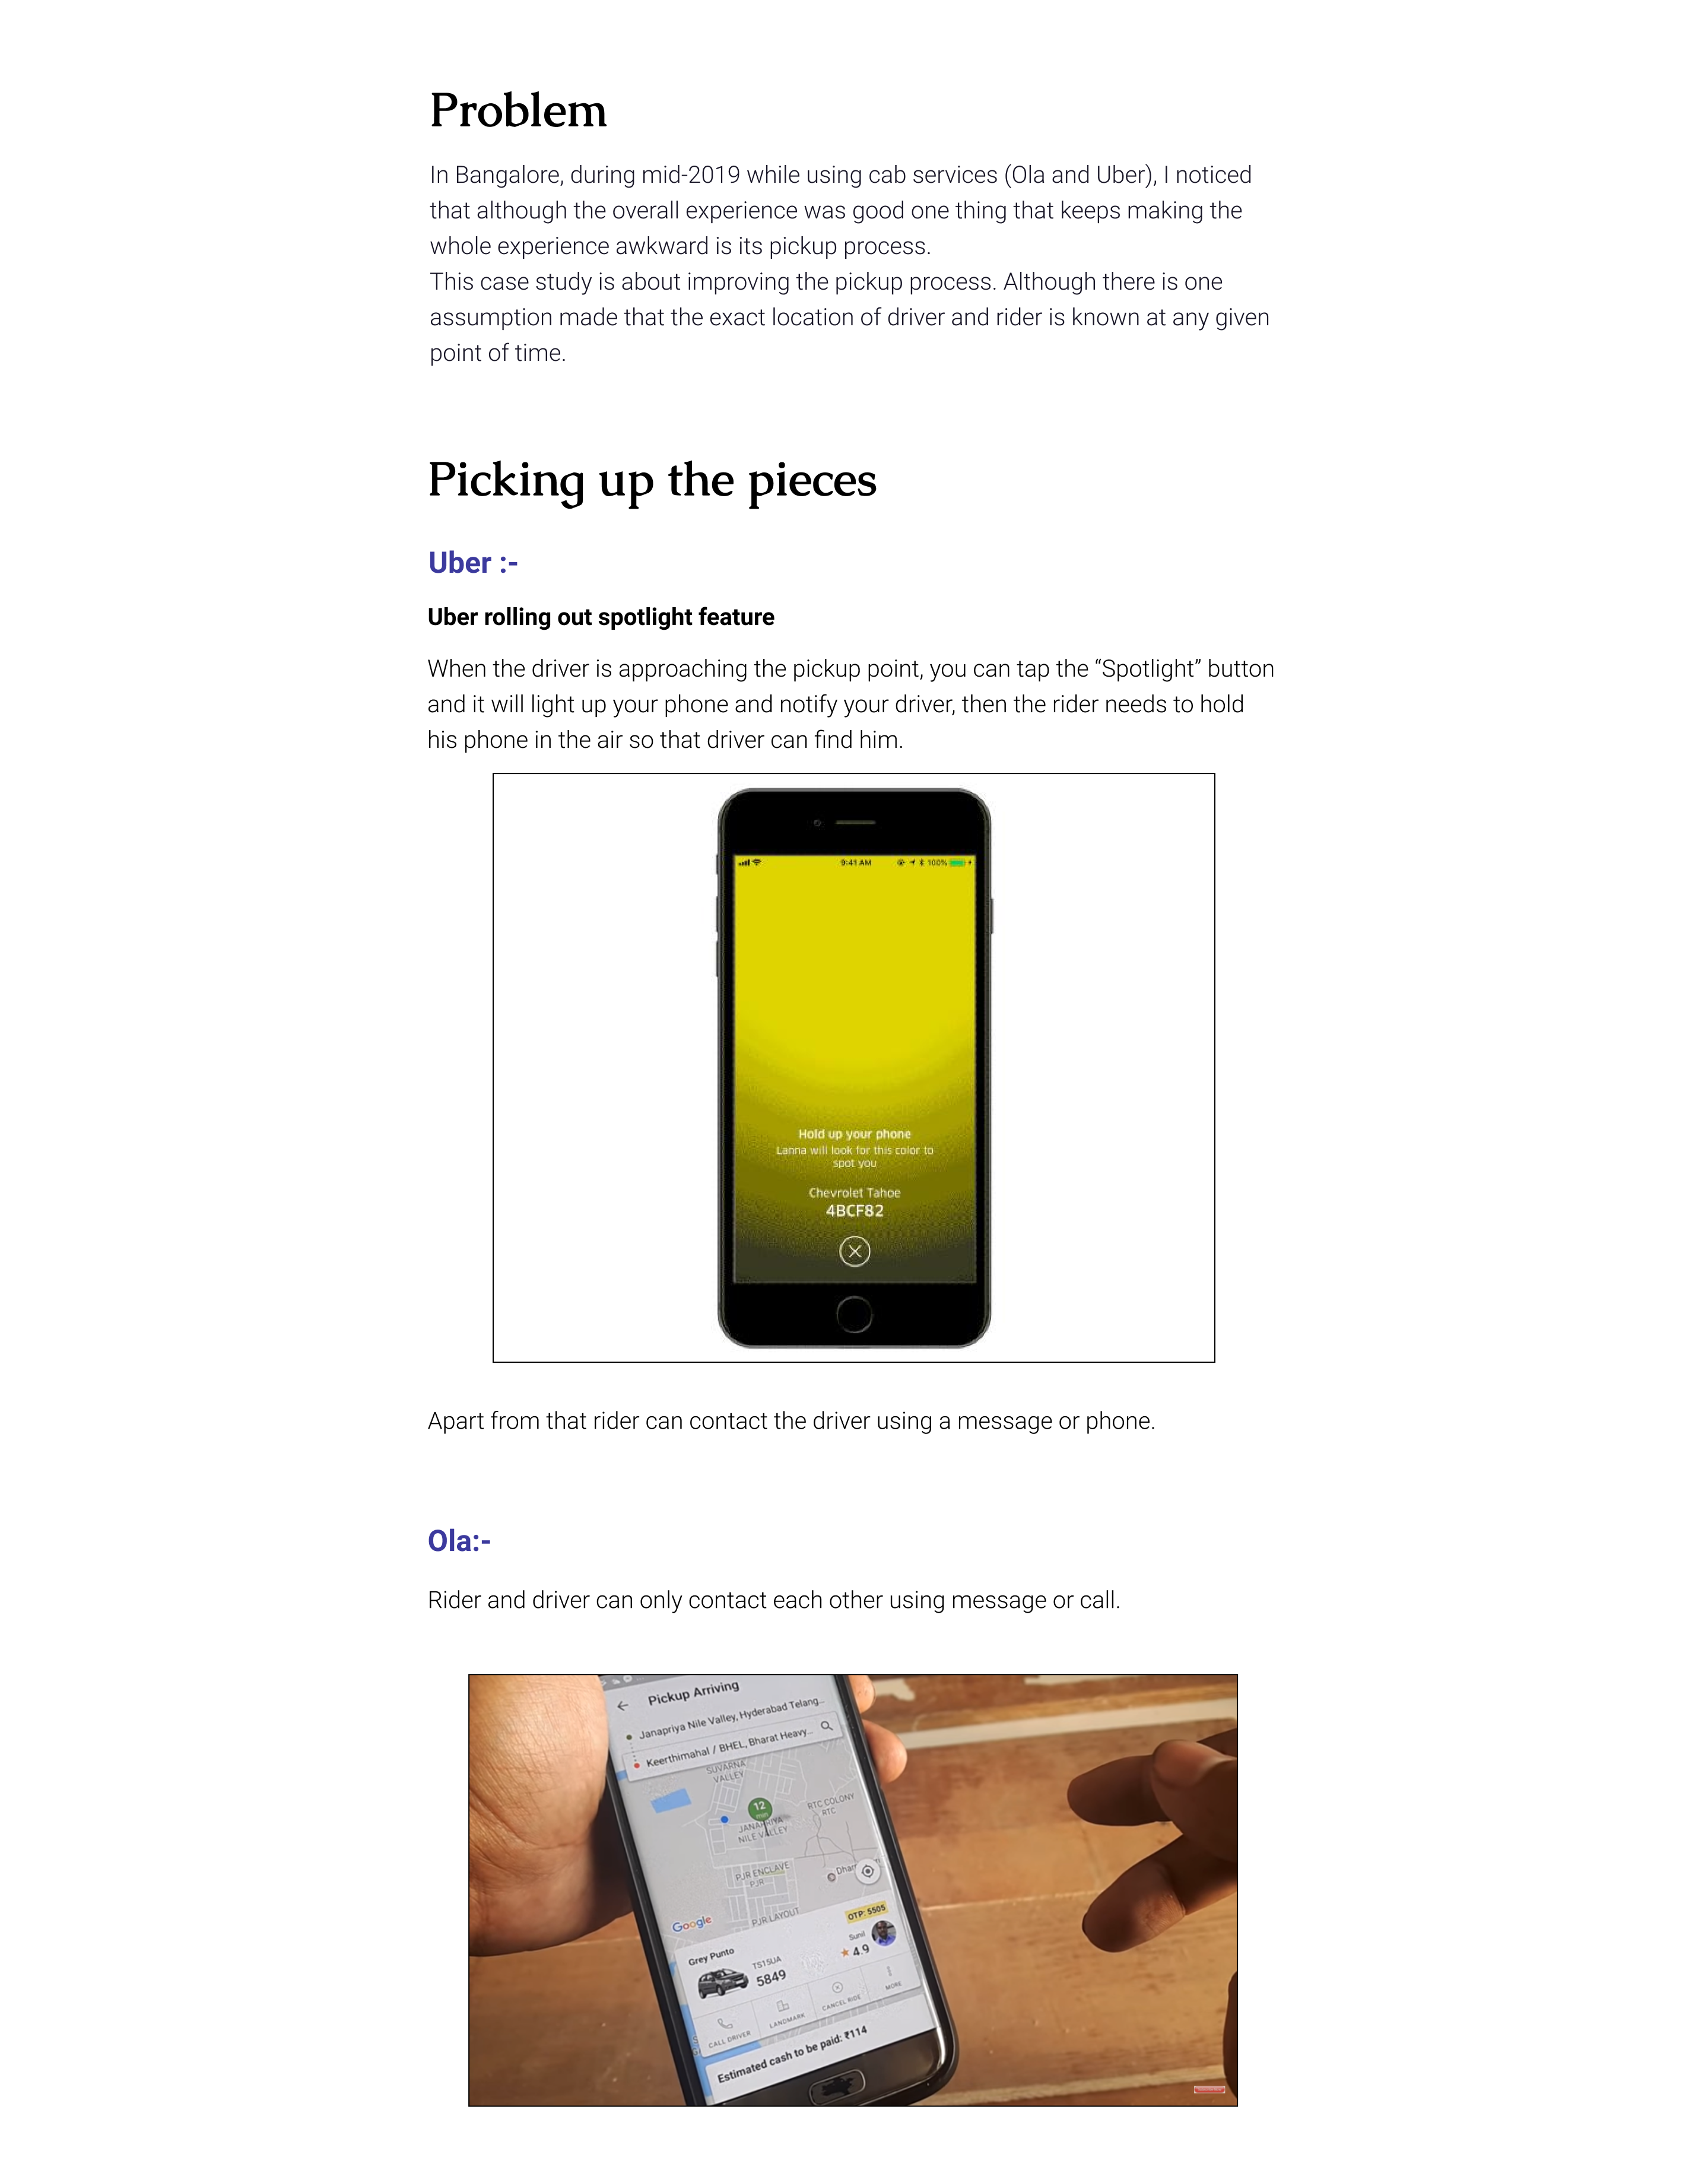 Problem
In Bangalore, during mid-2019 while using cab services (Ola and Uber), I noticed
that although the overall experience was good one thing that keeps making the
whole experience awkward is its pickup process.
This case study is about improving the pickup process. Although there is one
assumption made that the exact location of driver and rider is known at any given
point of time.
Picking up the pieces
Uber :-
Uber rolling out spotlight feature
When the driver is approaching the pickup point, you can tap the “Spotlight” button
and it will light up your phone and notify your driver, then the rider needs to hold
his phone in the air so that driver can find him.
9:41 AM 100%
Hold up your phone
Lanna will look for this color to
spot you
Chevrolet Tahoe
4BCF82
Apart from that rider can contact the driver using a message or phone.
Ola:-
Rider and driver can only contact each other using message or call.
Pickup Arriving
Janapriya Nile Valley, Hyderabad Telang...
Keerthimahal / BHEL, Bharat Heavy...
SUVARNA
VALLEY
12
min
RTC COLONY
RTC
JANAPRIYA
NILE VALLEY
PJR ENCLAVE
PJR
Dhar
Google
PJR LAYOUT
OTP: 5505
Grey Punto
Sunil
4.9
TS15UA
5849
CALL DRIVER
LANDMARK
CANCEL RIDE
MORE
Estimated cash to be paid: ₹114